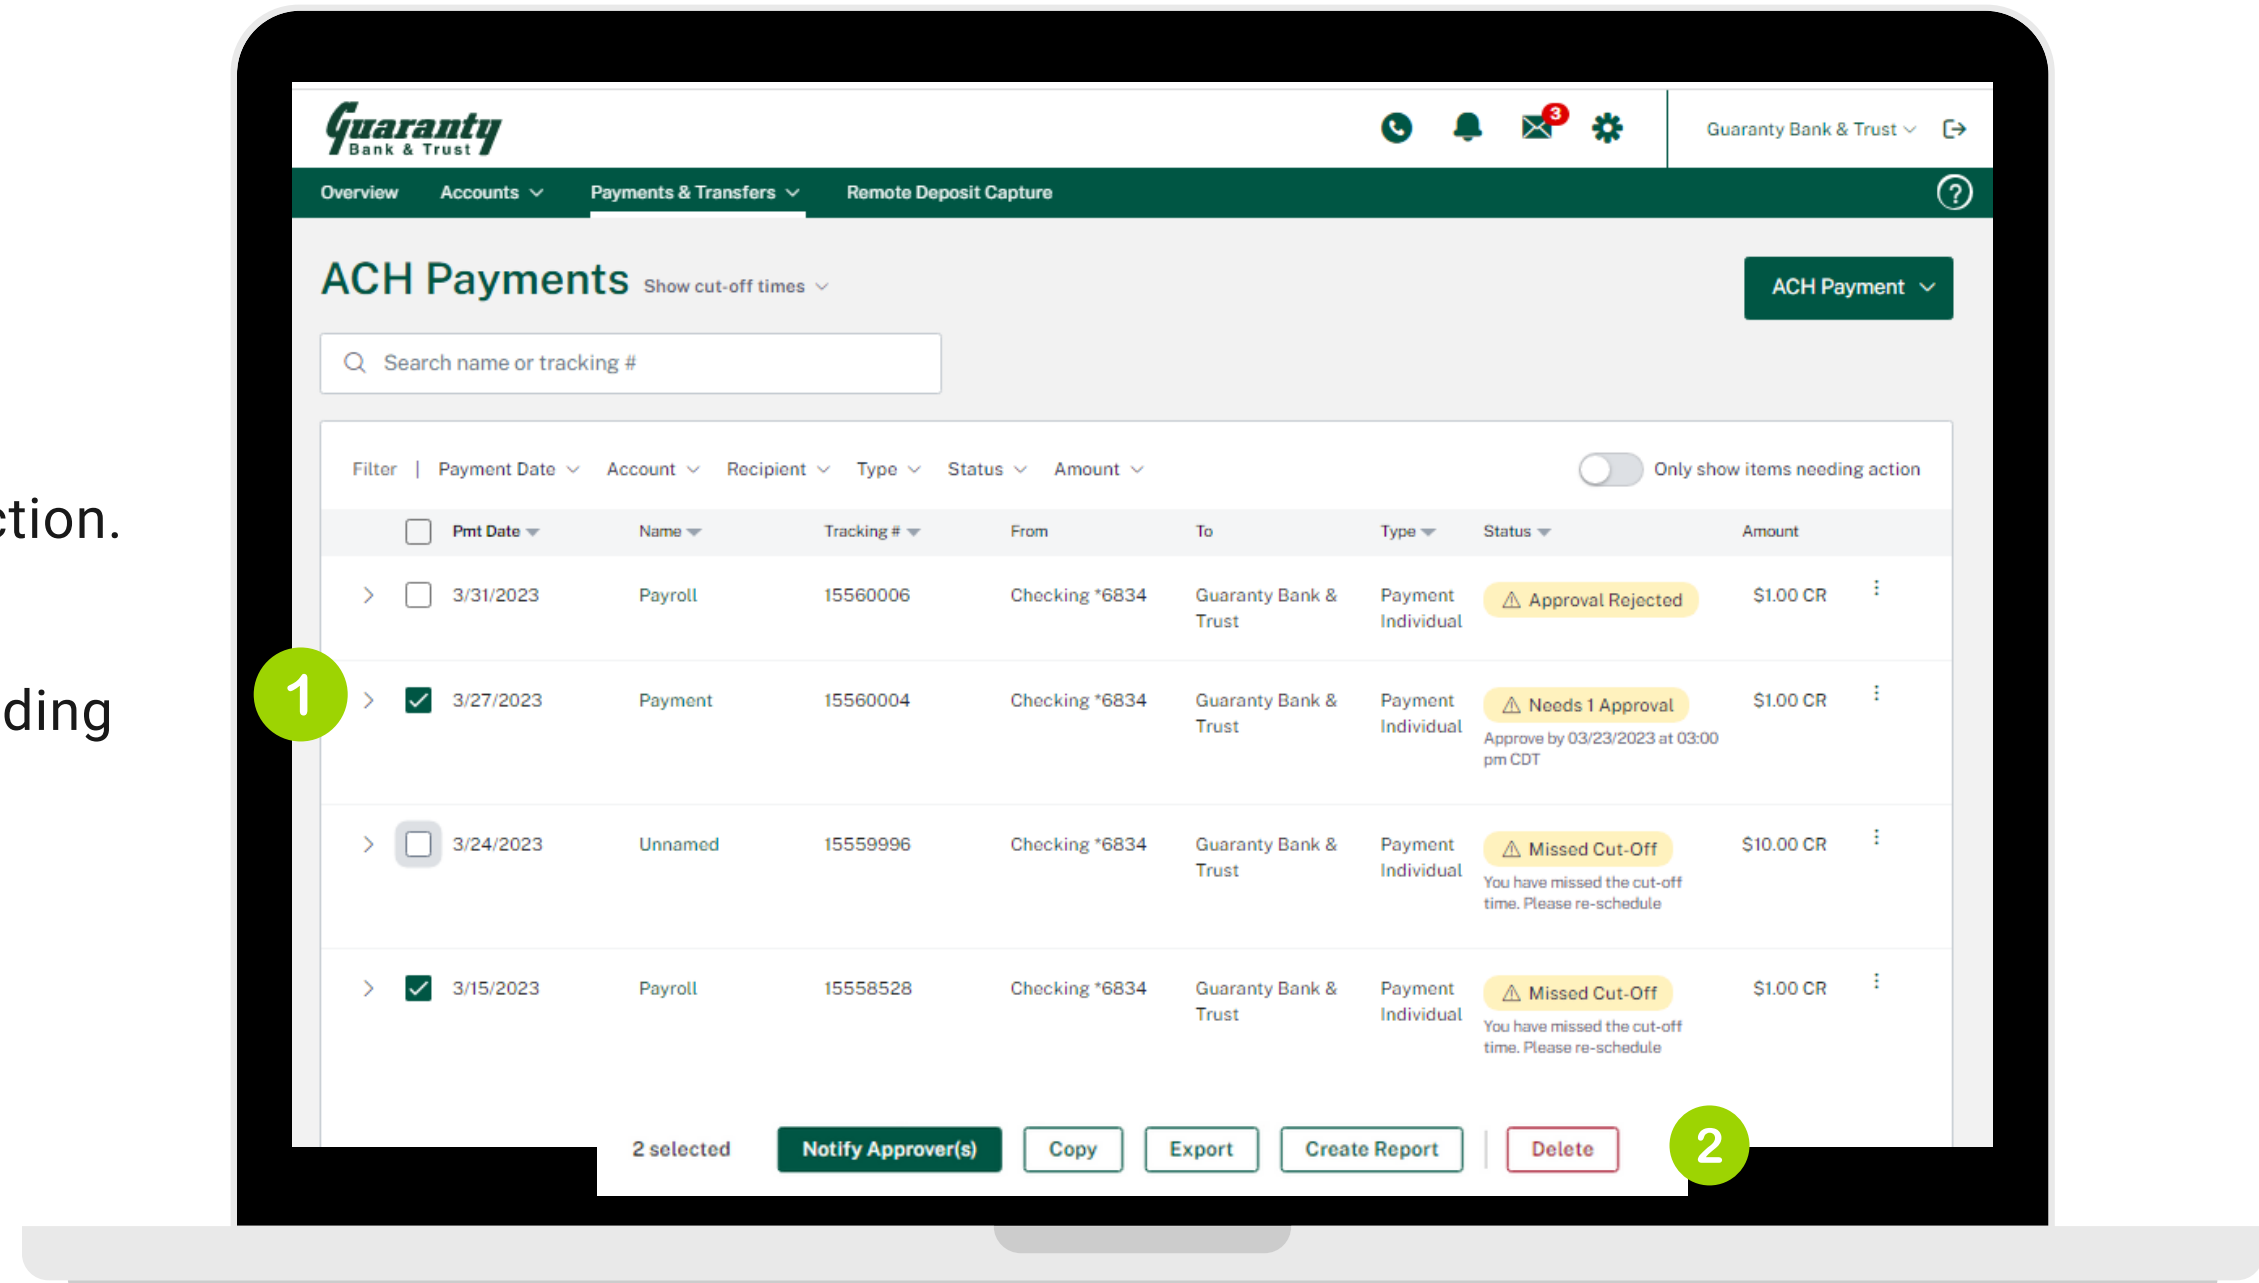 Guaranty
Bank & Trust
3
Guaranty Bank & Trust
Overview Accounts Payments & Transfers Remote Deposit Capture ?
ACH Payments Show cut-off times ACH Payment
Search name or tracking #
Filter | Payment Date Account Recipient Type Status Amount Only show items needing action
ction.
Pmt Date Name Tracking # From To Type Status Amount
3/31/2023 Payroll 15560006 Checking *6834 Guaranty Bank & Payment Approval Rejected $1.00 CR
Trust Individual
1 3/27/2023 Payment 15560004 Checking *6834 Guaranty Bank & Payment Needs 1 Approval $1.00 CR
ding
Trust Individual
Approve by 03/23/2023 at 03:00
pm CDT
3/24/2023 Unnamed 15559996 Checking *6834 Guaranty Bank & Payment Missed Cut-Off $10.00 CR
Trust Individual
You have missed the cut-off
time. Please re-schedule
3/15/2023 Payroll 15558528 Checking *6834 Guaranty Bank & Payment Missed Cut-Off $1.00 CR
Trust Individual
You have missed the cut-off
time. Please re-schedule
2 selected Notify Approver(s) Copy Export Create Report Delete 2